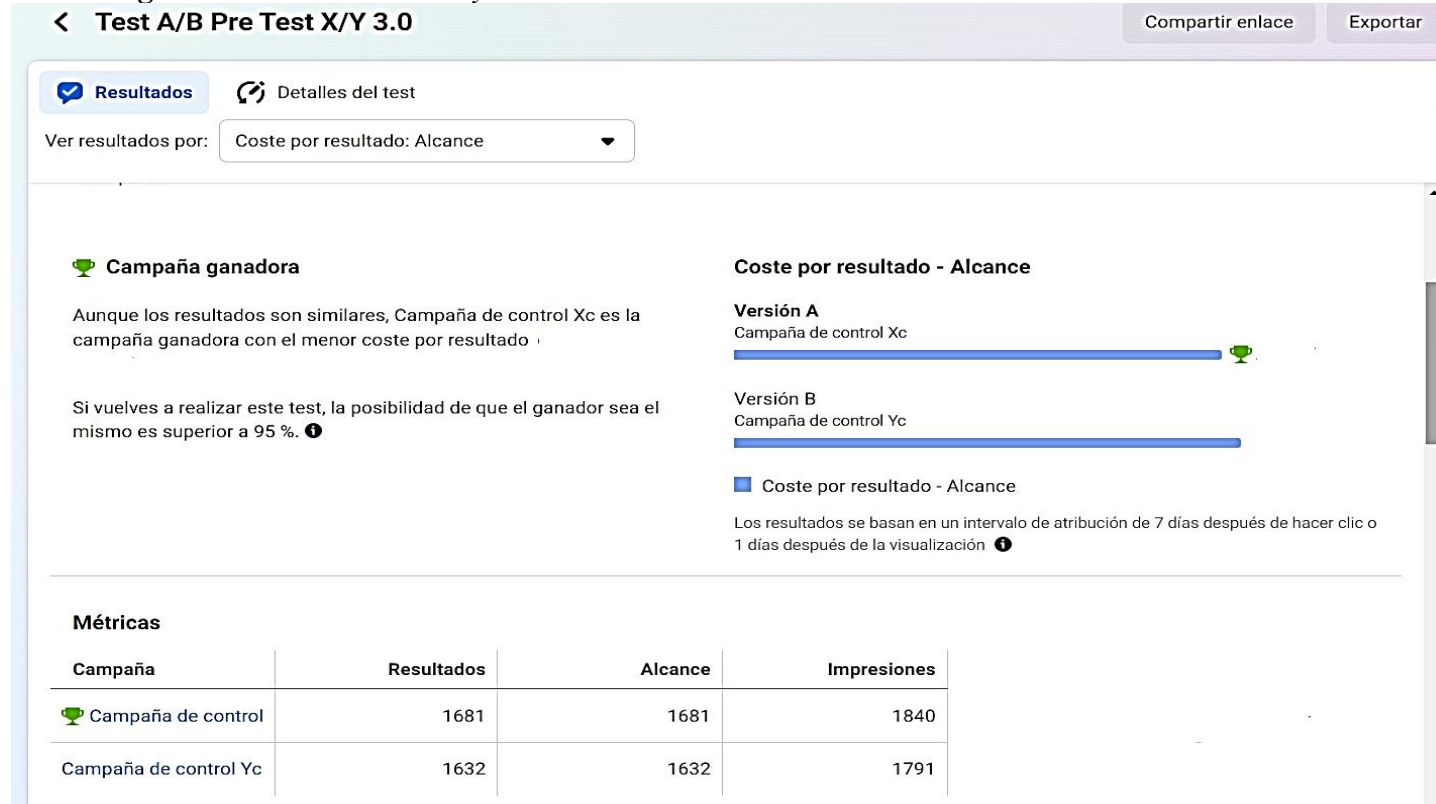 Test A/B Pre Test X/Y 3.0
Compartir enlace
Exportar
Resultados
Detalles del test
Ver resultados por:
Coste por resultado: Alcance
Campaña ganadora
Aunque los resultados son similares, Campaña de control Xc es la
campaña ganadora con el menor coste por resultado
Si vuelves a realizar este test, la posibilidad de que el ganador sea el
mismo es superior a 95 %.
Coste por resultado - Alcance
Versión A
Campaña de control Xc
Versión B
Campaña de control Yc
Coste por resultado - Alcance
Los resultados se basan en un intervalo de atribución de 7 días después de hacer clic o
1 días después de la visualización
Métricas
Campaña Resultados Alcance Impresiones
Campaña de control 1681 1681 1840
Campaña de control Yc 1632 1632 1791